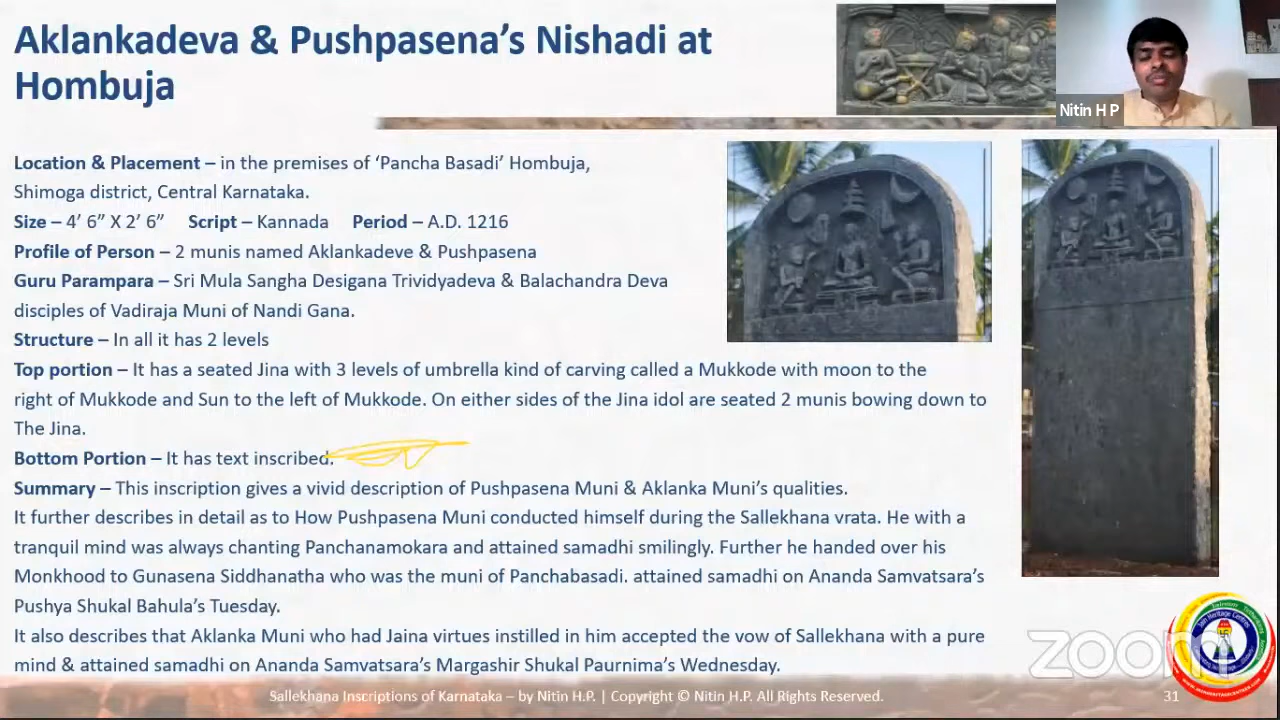 Aklankadeva & Pushpasena's Nishadi at
Hombuja
Nitin H P
Location & Placement – in the premises of 'Pancha Basadi' Hombuja,
Shimoga district, Central Karnataka.
Size – 4' 6" X 2' 6" Script – Kannada Period – A.D. 1216
Profile of Person – 2 munis named Aklankadeve & Pushpasena
Guru Parampara – Sri Mula Sangha Desigana Trividyadeva & Balachandra Deva
disciples of Vadiraja Muni of Nandi Gana.
Structure – In all it has 2 levels
Top portion – It has a seated Jina with 3 levels of umbrella kind of carving called a Mukkode with moon to the
right of Mukkode and Sun to the left of Mukkode. On either sides of the Jina idol are seated 2 munis bowing down to
The Jina.
Bottom Portion – It has text inscribed.
Summary – This inscription gives a vivid description of Pushpasena Muni & Aklanka Muni's qualities.
It further describes in detail as to How Pushpasena Muni conducted himself during the Sallekhana vrata. He with a
tranquil mind was always chanting Panchanamokara and attained samadhi smilingly. Further he handed over his
Monkhood to Gunasena Siddhanatha who was the muni of Panchabasadi. attained samadhi on Ananda Samvatsara's
Pushya Shukal Bahula's Tuesday.
It also describes that Aklanka Muni who had Jaina virtues instilled in him accepted the vow of Sallekhana with a pure
mind & attained samadhi on Ananda Samvatsara's Margashir Shukal Paurnima's Wednesday.
zoom
Jain Heritage Centres
Sallekhana Inscriptions of Karnataka – by Nitin H.P. | Copyright © Nitin H.P. All Rights Reserved.
31